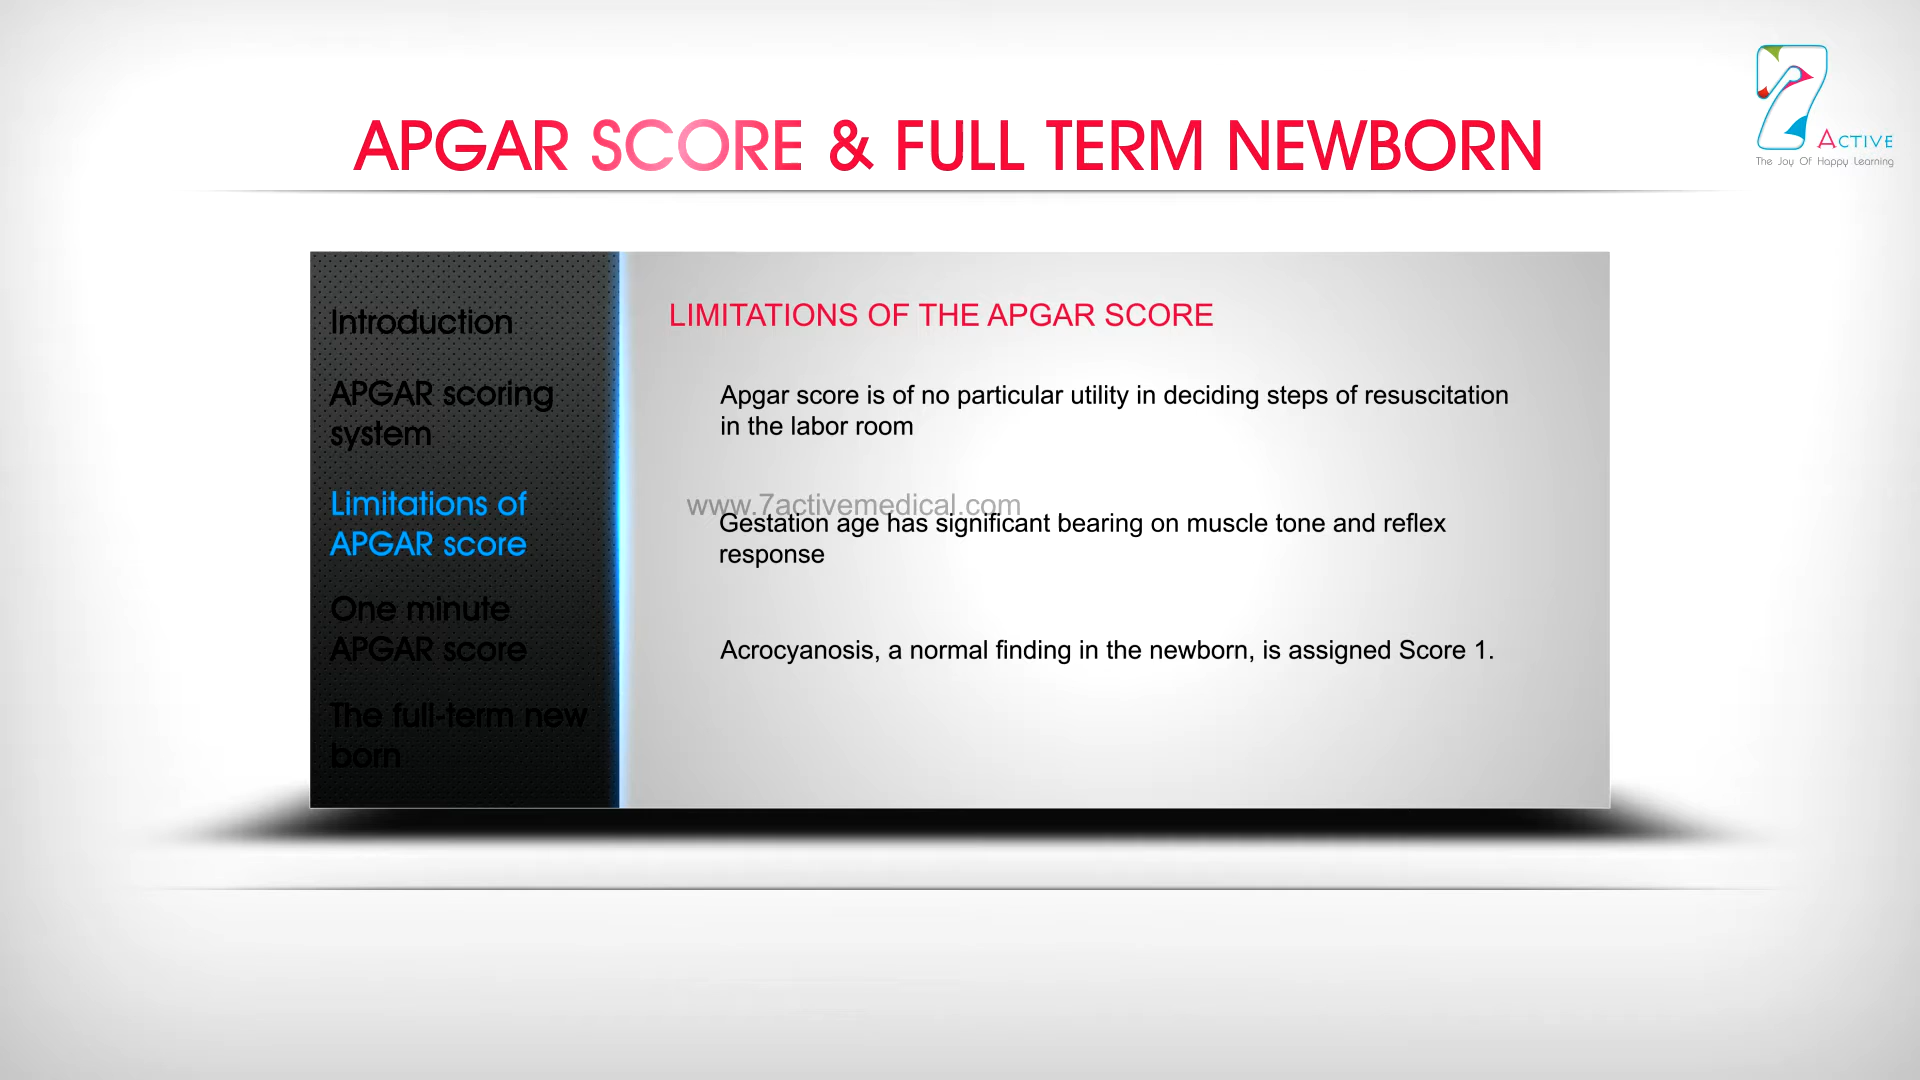 APGAR SCORE & FULL TERM NEWBORN
7 ACTIVE
The Joy Of Happy Learning
Introduction
APGAR scoring
system
Limitations of
APGAR score
One minute
APGAR score
The full-term new
born
LIMITATIONS OF THE APGAR SCORE
Apgar score is of no particular utility in deciding steps of resuscitation
in the labor room
www.7activemedical.com
Gestation age has significant bearing on muscle tone and reflex
response
Acrocyanosis, a normal finding in the newborn, is assigned Score 1.